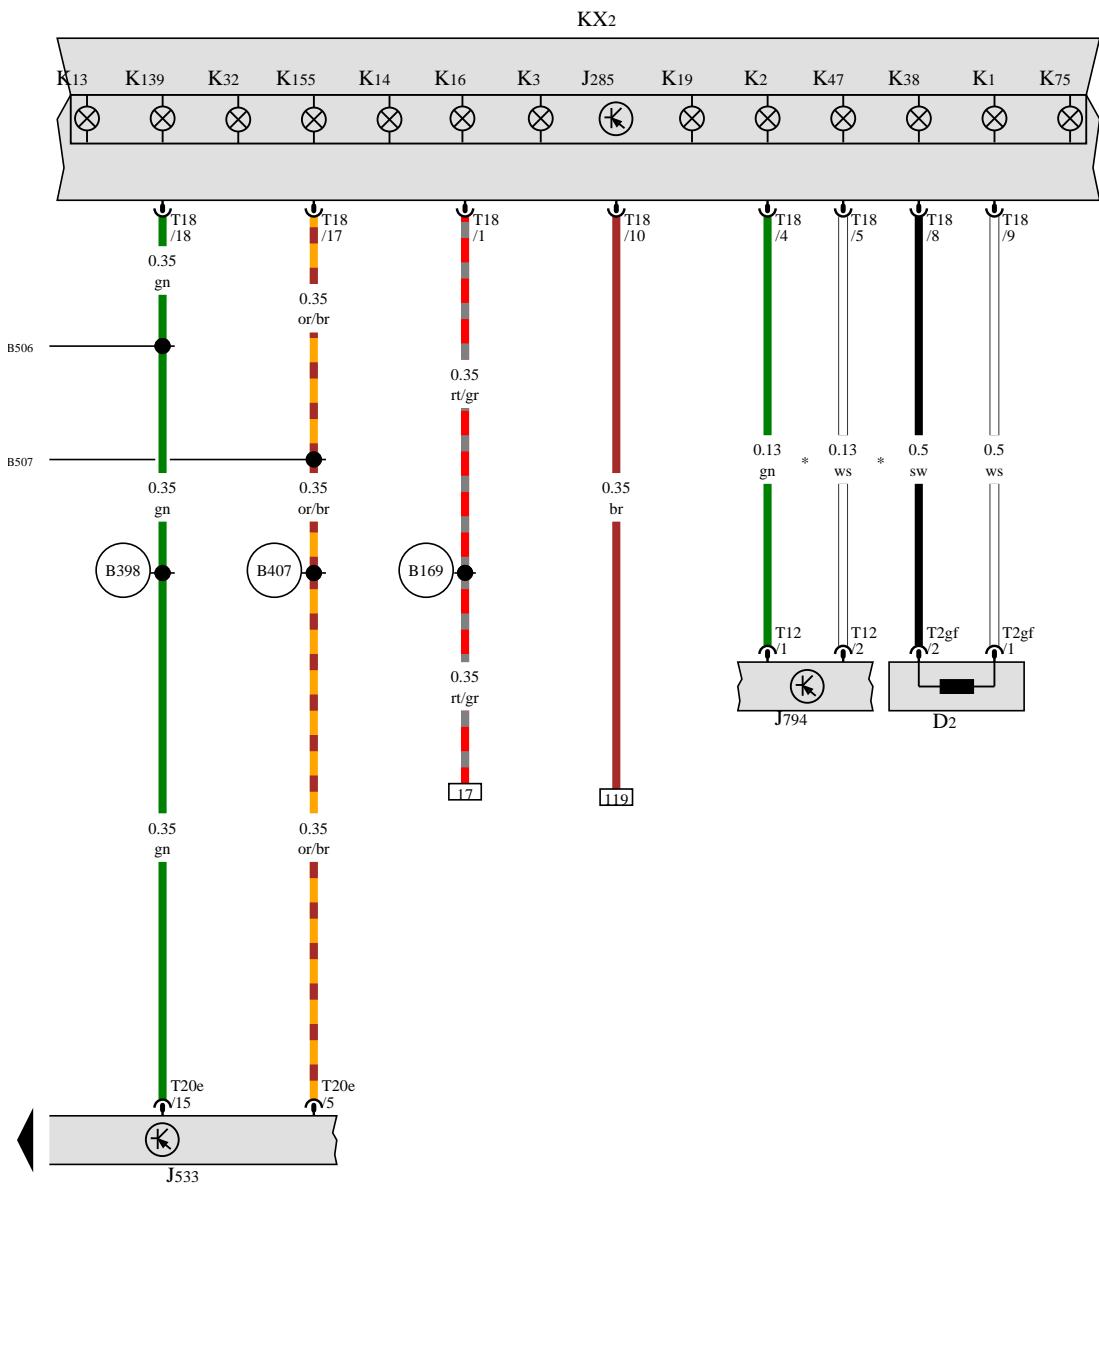 KX2
K13 K139 K32 K155 K14 K16 K3 J285 K19 K2 K47 K38 K1 K75
T18 T18 T18 T18 T18 T18 T18 T18
/18 /17 /1 /10 /4 /5 /8 /9
0.35
gn
0.35
or/br
B506
0.35
rt/gr
0.13 0.13 0.5 0.5
gn * ws * sw ws
B507
0.35 0.35 0.35
gn or/br br
B398 B407 B169
T12 T12 T2gf T2gf
/1 /2 /2 /1
0.35
rt/gr
J794 D2
17 119
0.35 0.35
gn or/br
T20e T20e
/15 /5
J533